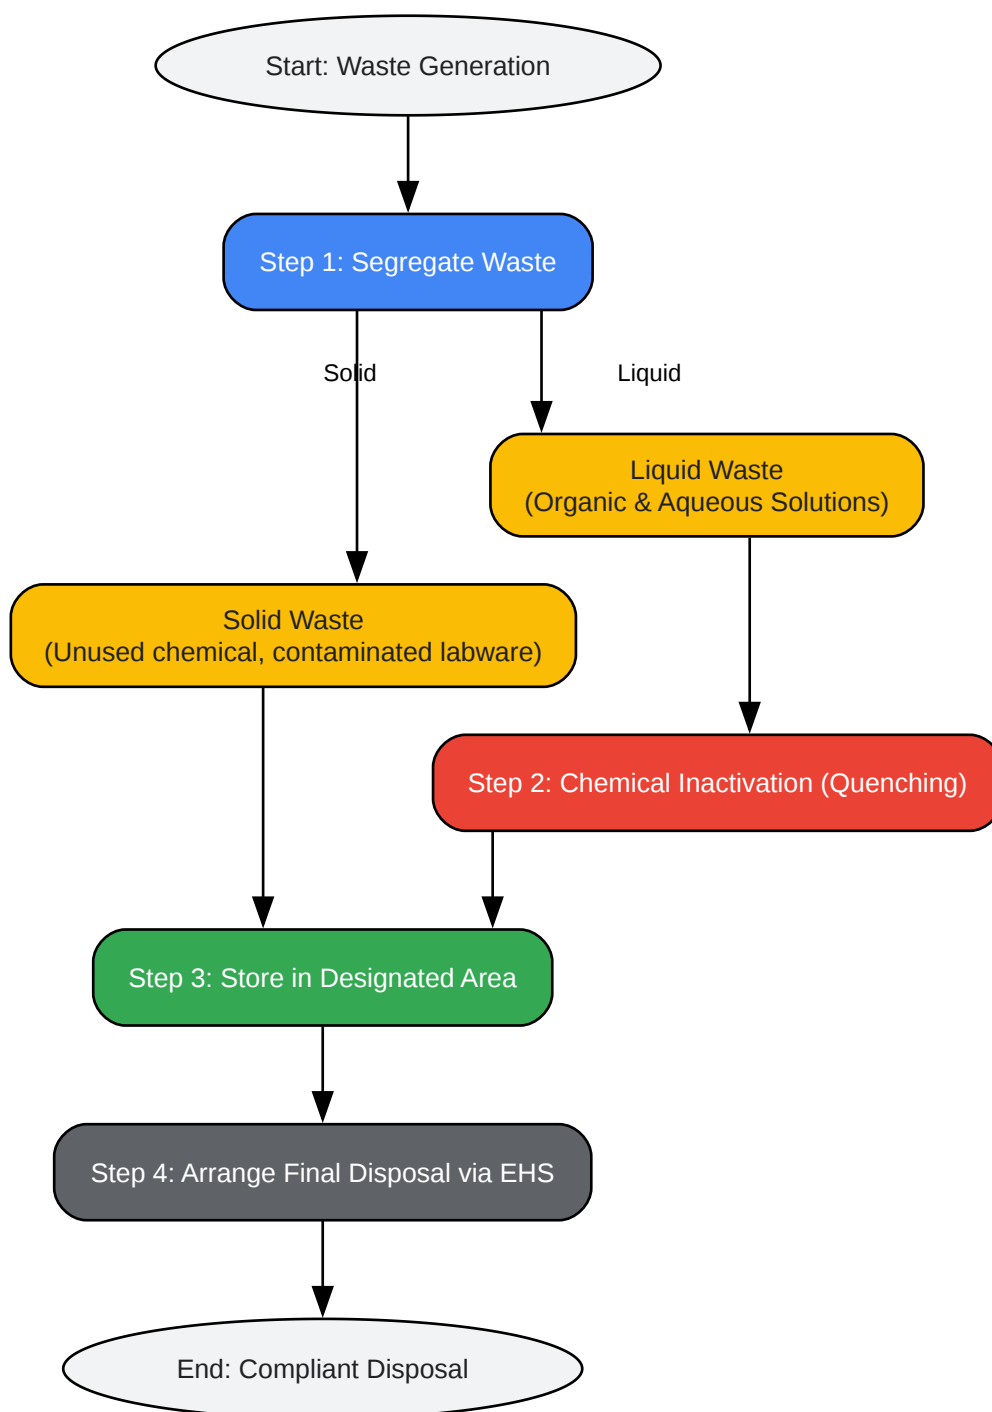 Start: Waste Generation
Step 1: Segregate Waste
Solid
Liquid
Liquid Waste
(Organic & Aqueous Solutions)
Solid Waste
(Unused chemical, contaminated labware)
Step 2: Chemical Inactivation (Quenching)
Step 3: Store in Designated Area
Step 4: Arrange Final Disposal via EHS
End: Compliant Disposal